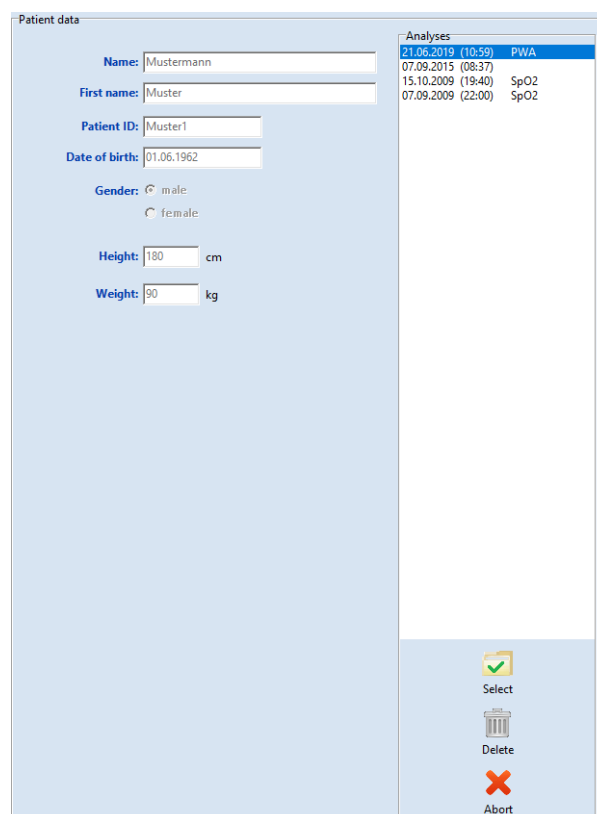 Patient data
Name: Mustermann
First name: Muster
Patient ID: Muster1
Date of birth: 01.06.1962
Gender: male
female
Height: 180 cm
Weight: 90 kg
Analyses
21.06.2019 (10:59) PWA
07.09.2015 (08:37)
15.10.2009 (19:40) SpO2
07.09.2009 (22:00) SpO2
Select
Delete
Abort